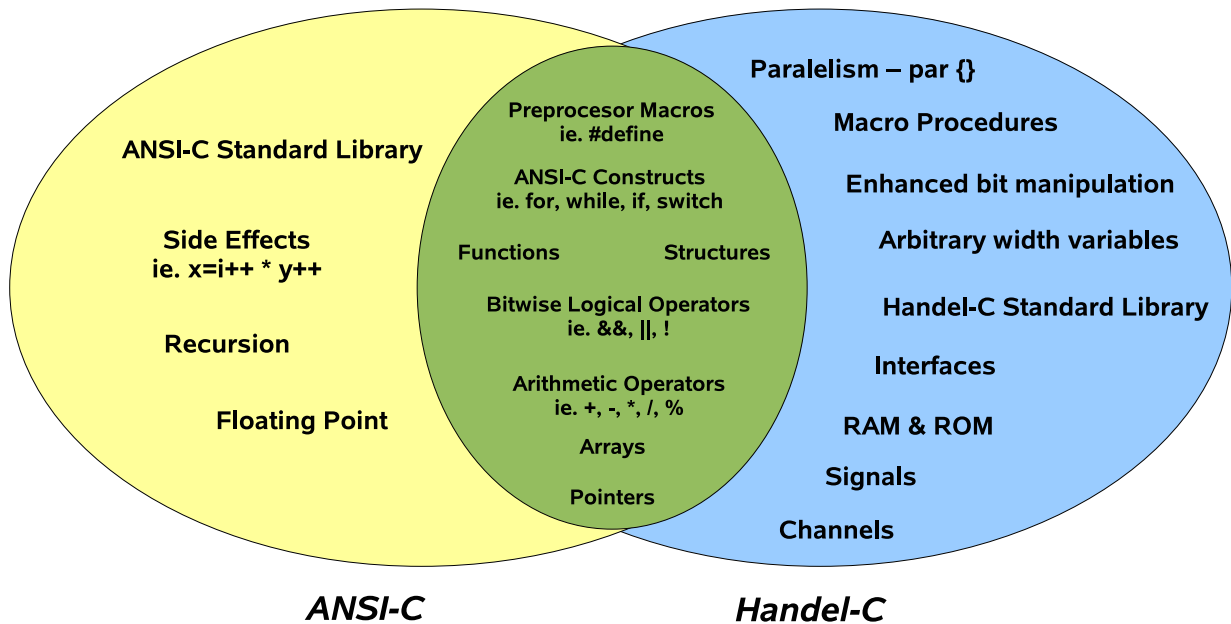 ANSI-C Standard Library
Side Effects
ie. x=i++ * y++
Recursion
Floating Point
Preprocesor Macros
ie. #define
ANSI-C Constructs
ie. for, while, if, switch
Functions
Structures
Bitwise Logical Operators
ie. &&, ||, !
Arithmetic Operators
ie. +, -, *, /, %
Arrays
Pointers
Paralelism – par {}
Macro Procedures
Enhanced bit manipulation
Arbitrary width variables
Handel-C Standard Library
Interfaces
RAM & ROM
Signals
Channels
ANSI-C
Handel-C